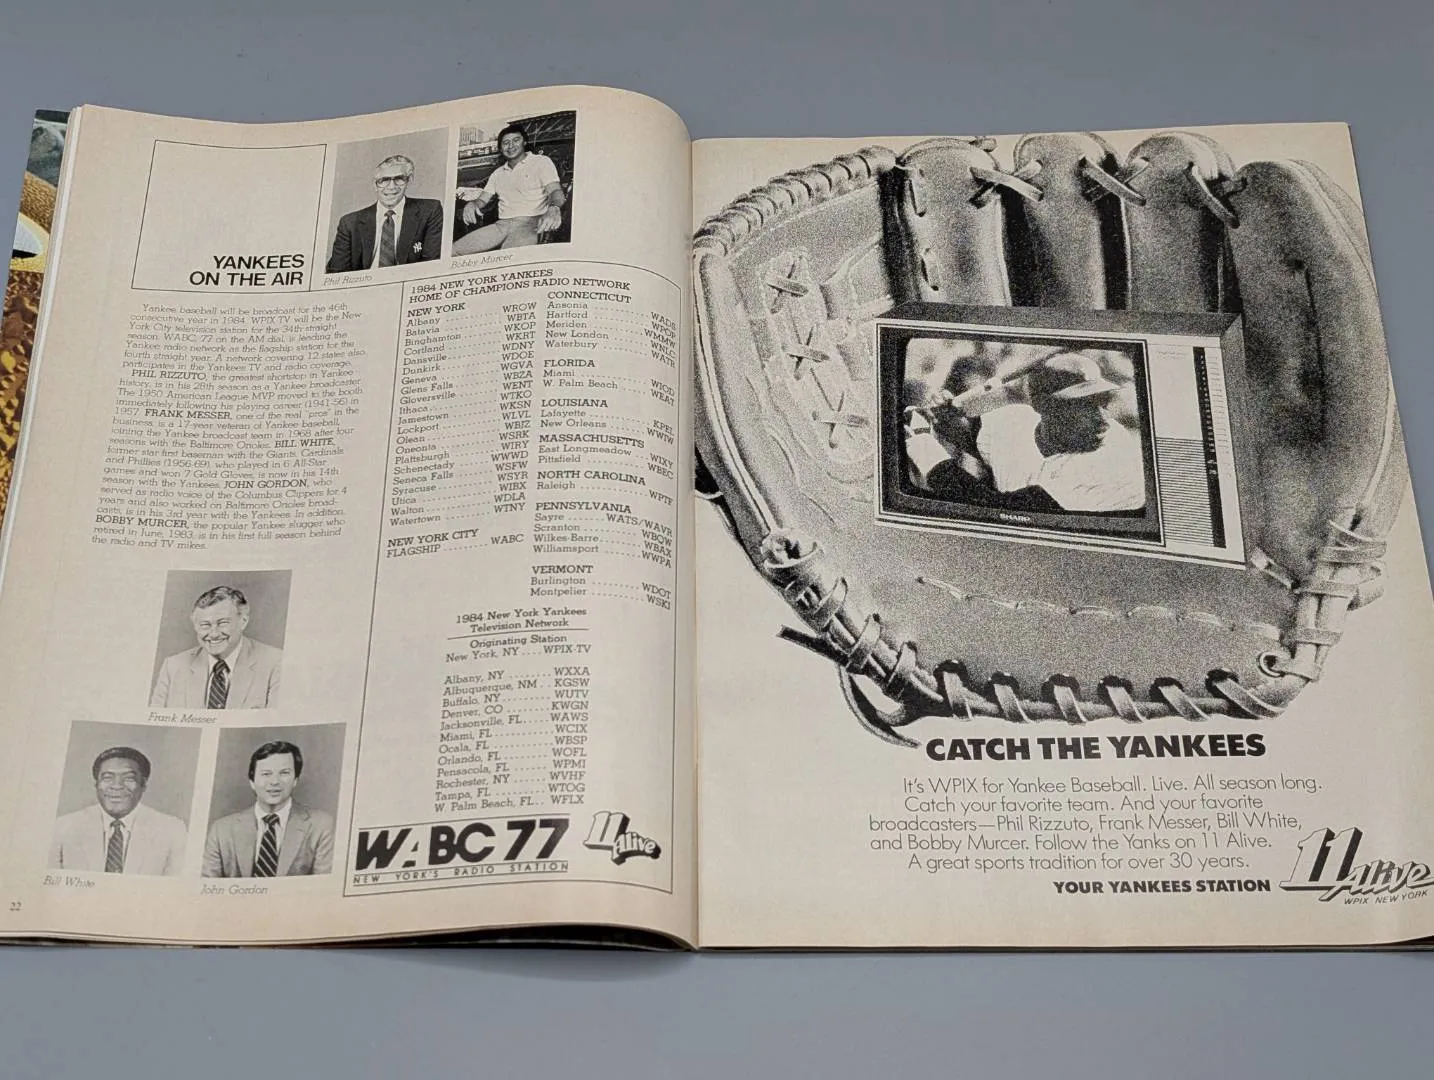 YANKEES
ON THE AIR
Phil Rizzuto
Bobby Murcer
Yankee baseball will be broadcast for the 46th
consecutive year in 1984. WPIX TV will be the New
York City television station for the 34th straight
season. WABC, 77 on the AM dial, is leading the
Yankee radio network as the flagship station for the
fourth straight year. A network covering 12 states also
participates in the Yankees TV and radio coverage.
PHIL RIZZUTO, the greatest shortstop in Yankee
history, is in his 28th season as a Yankee broadcaster.
The 1950 American League MVP moved to the booth
immediately following his playing career (1941-56) in
1957. FRANK MESSER, one of the real "pros" in the
business, is a 17-year veteran of Yankee baseball,
joining the Yankee broadcast team in 1968 after four
seasons with the Baltimore Orioles. BILL WHITE,
former star first baseman with the Giants, Cardinals
and Phillies (1956-69), who played in 6 All-Star
games and won 7 Gold Gloves, is now in his 14th
season with the Yankees. JOHN GORDON, who
served as radio voice of the Columbus Clippers for 4
years and also worked on Baltimore Orioles broad-
casts, is in his 3rd year with the Yankees. In addition,
BOBBY MURCER, the popular Yankee slugger who
retired in June, 1983, is in his first full season behind
the radio and TV mikes.
Frank Messer
Bill White
John Gordon
22
1984 NEW YORK YANKEES
HOME OF CHAMPIONS RADIO NETWORK
NEW YORK
Albany ........ WROW
Batavia ........ WBTA
Binghamton ........ WKOP
Cortland ........ WKRT
Dansville ........ WDNY
Dunkirk ........ WDOE
Geneva ........ WGVA
Glens Falls ........ WBZA
Gloversville ........ WENT
Ithaca ........ WTKO
Jamestown ........ WKSN
Lockport ........ WLVL
Olean ........ WBJZ
Oneonta ........ WSRK
Plattsburgh ........ WIRY
Schenectady ........ WWWD
Seneca Falls ........ WSFW
Syracuse ........ WSYR
Utica ........ WIBX
Walton ........ WDLA
Watertown ........ WTNY
NEW YORK CITY
FLAGSHIP ........ WABC
CONNECTICUT
Ansonia ........ WADS
Hartford ........ WPOP
Meriden ........ WMMW
New London ........ WNLC
Waterbury ........ WATR
FLORIDA
Miami ........ WIOD
W. Palm Beach ........ WEAT
LOUISIANA
Lafayette ........ KPEL
New Orleans ........ WWIW
MASSACHUSETTS
East Longmeadow .. WIXY
Pittsfield ........ WBEC
NORTH CAROLINA
Raleigh ........ WPTF
PENNSYLVANIA
Sayre ....... WATS/WAVR
Scranton ........ WBQW
Wilkes-Barre ........ WBAX
Williamsport ........ WWPA
VERMONT
Burlington ........ WDOT
Montpelier ........ WSKI
1984 New York Yankees
Television Network
Originating Station
New York, NY .... WPIX-TV
Albany, NY ........ WXXA
Albuquerque, NM .. KGSW
Buffalo, NY ........ WUTV
Denver, CO ........ KWGN
Jacksonville, FL ..... WAWS
Miami, FL ........ WCIX
Ocala, FL ........ WBSP
Orlando, FL ........ WOFL
Pensacola, FL ...... WPMI
Rochester, NY ...... WVHF
Tampa, FL ........ WTOG
W. Palm Beach, FL .. WFLX
WABC 77
NEW YORK'S RADIO STATION
11 Alive
SHARP
CATCH THE YANKEES
It's WPIX for Yankee Baseball. Live. All season long.
Catch your favorite team. And your favorite
broadcasters—Phil Rizzuto, Frank Messer, Bill White,
and Bobby Murcer. Follow the Yanks on 11 Alive.
A great sports tradition for over 30 years.
YOUR YANKEES STATION
11 Alive
WPIX NEW YORK